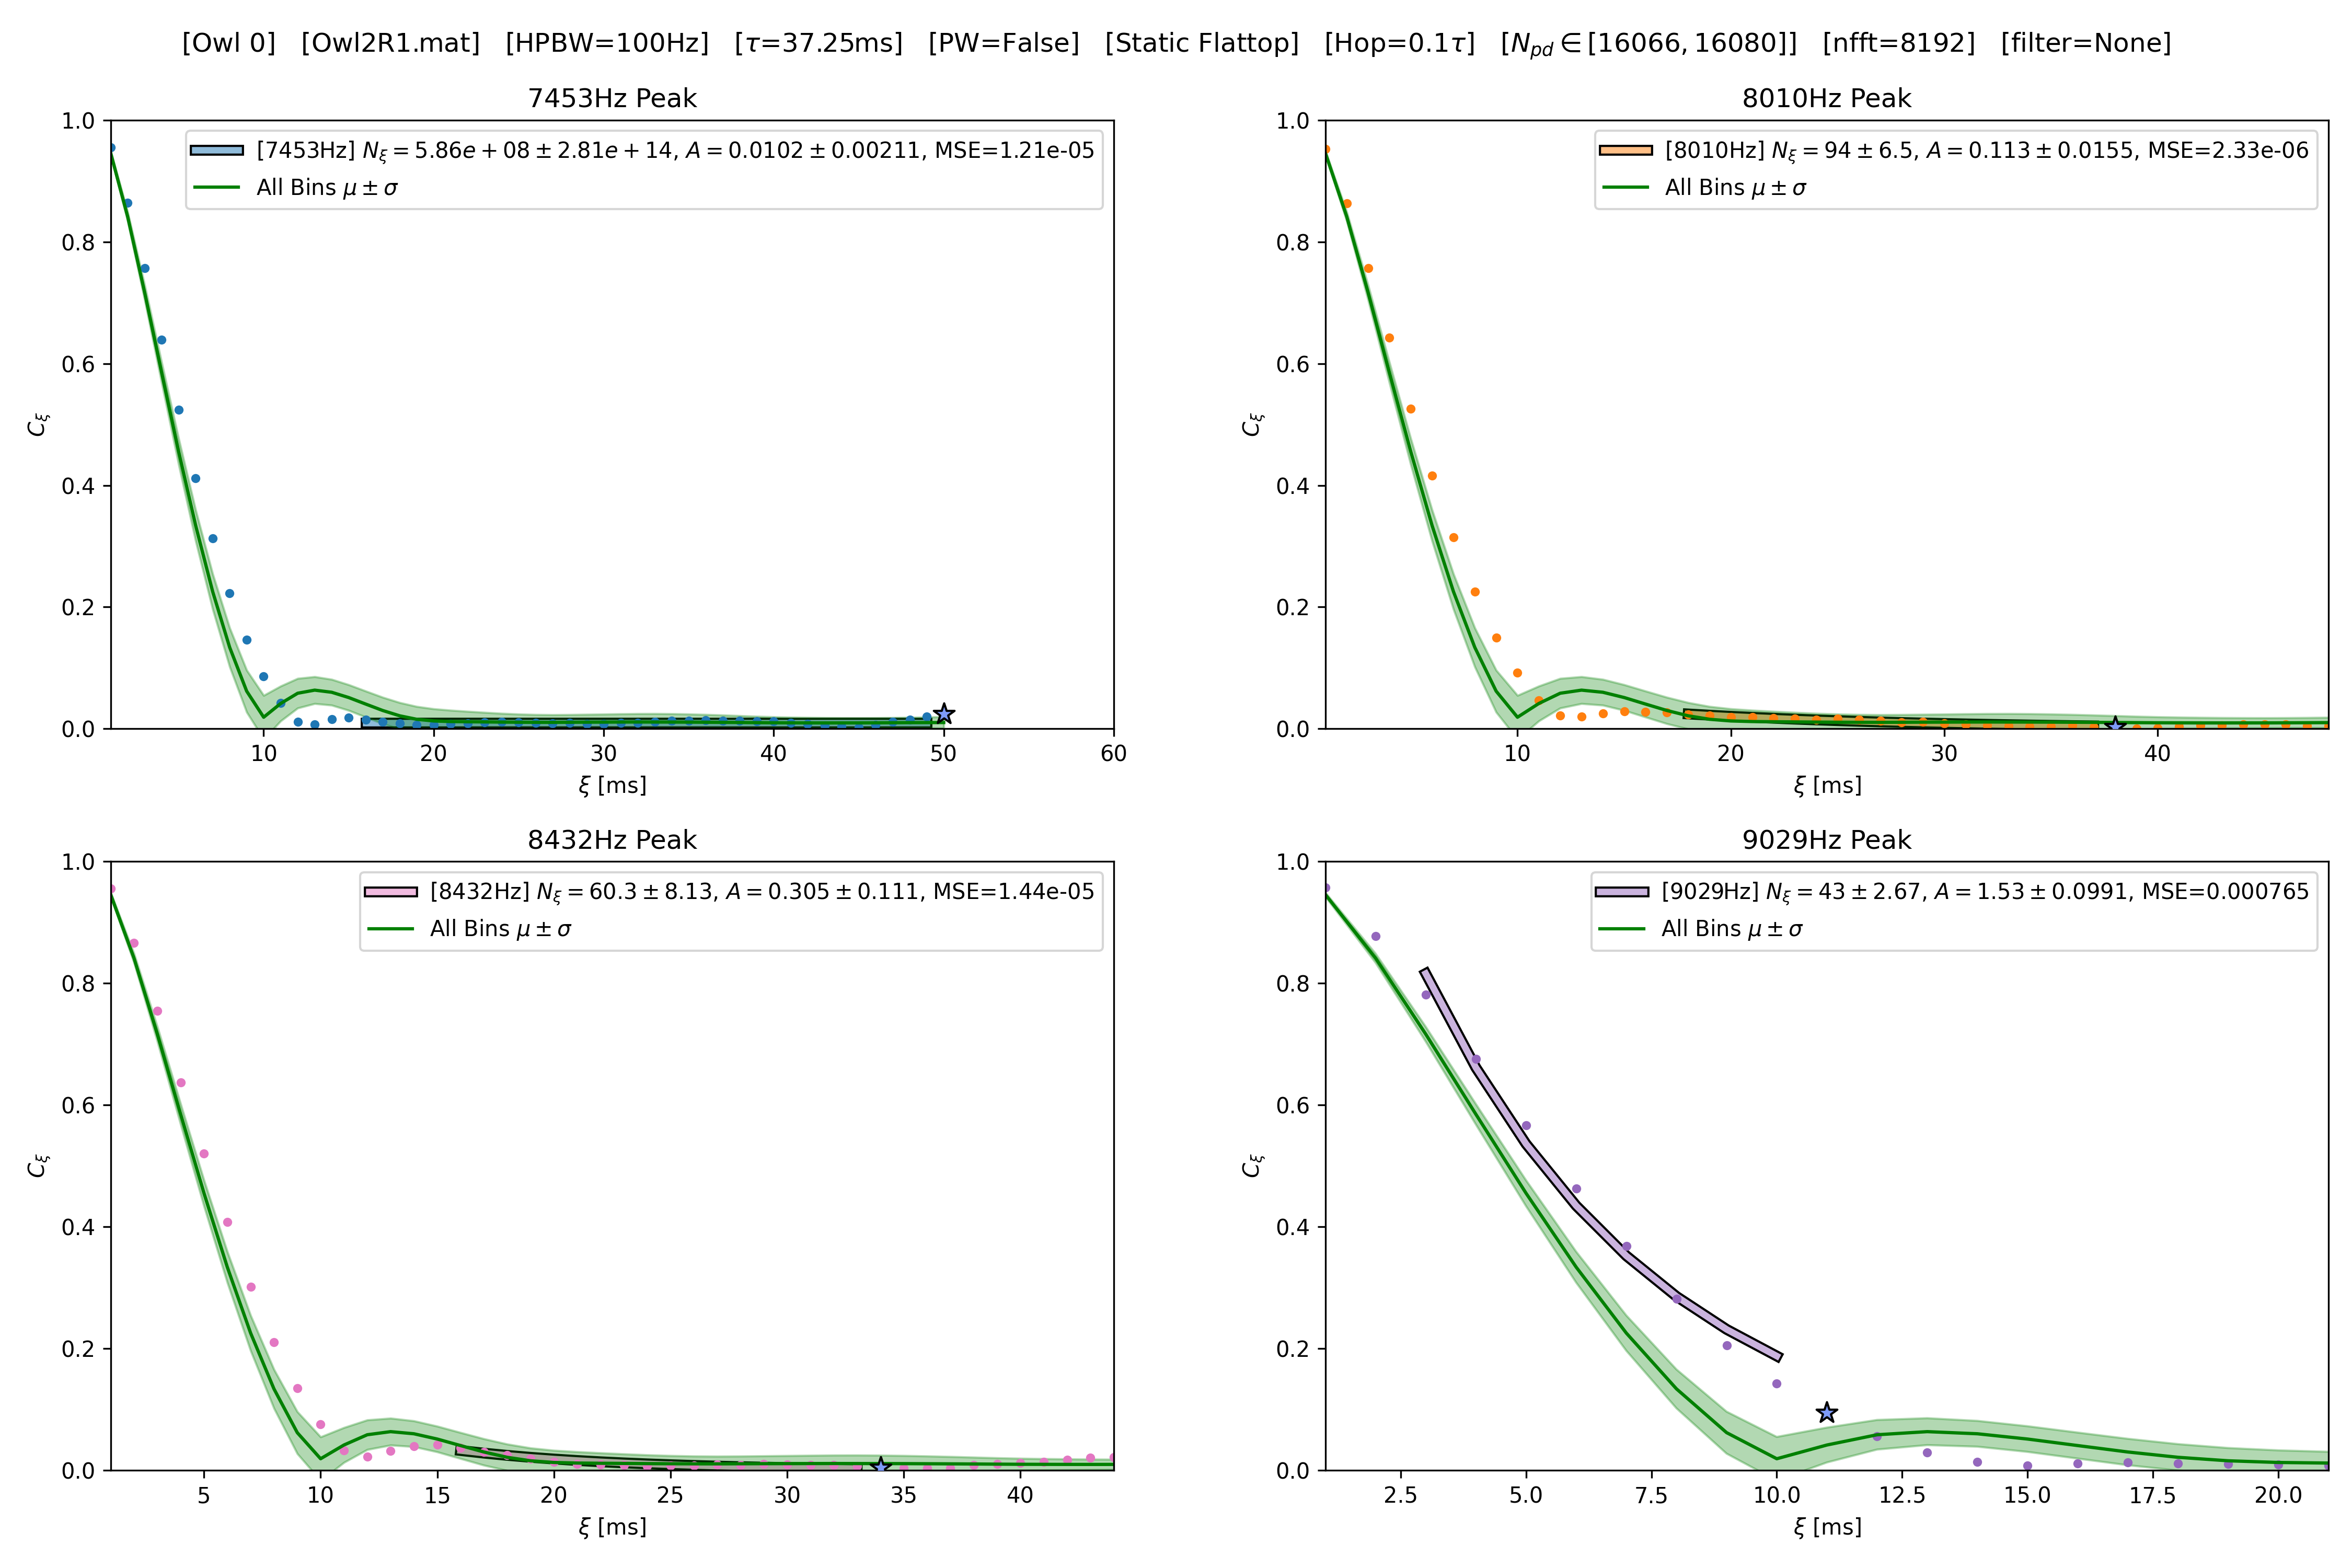 [Owl 0] [Owl2R1.mat] [HPBW=100Hz] [τ=37.25ms] [PW=False] [Static Flattop] [Hop=0.1τ] [N_pd ∈ [16066, 16080]] [nfft=8192] [filter=None]
7453Hz Peak
1.0
0.8
0.6
0.4
0.2
0.0
C_ξ
[7453Hz] N_ξ = 5.86e + 08 ± 2.81e + 14, A = 0.0102 ± 0.00211, MSE=1.21e-05
All Bins μ ± σ
10 20 30 40 50 60
ξ [ms]
8010Hz Peak
1.0
0.8
0.6
0.4
0.2
0.0
C_ξ
[8010Hz] N_ξ = 94 ± 6.5, A = 0.113 ± 0.0155, MSE=2.33e-06
All Bins μ ± σ
10 20 30 40
ξ [ms]
8432Hz Peak
1.0
0.8
0.6
0.4
0.2
0.0
C_ξ
[8432Hz] N_ξ = 60.3 ± 8.13, A = 0.305 ± 0.111, MSE=1.44e-05
All Bins μ ± σ
5 10 15 20 25 30 35 40
ξ [ms]
9029Hz Peak
1.0
0.8
0.6
0.4
0.2
0.0
C_ξ
[9029Hz] N_ξ = 43 ± 2.67, A = 1.53 ± 0.0991, MSE=0.000765
All Bins μ ± σ
2.5 5.0 7.5 10.0 12.5 15.0 17.5 20.0
ξ [ms]